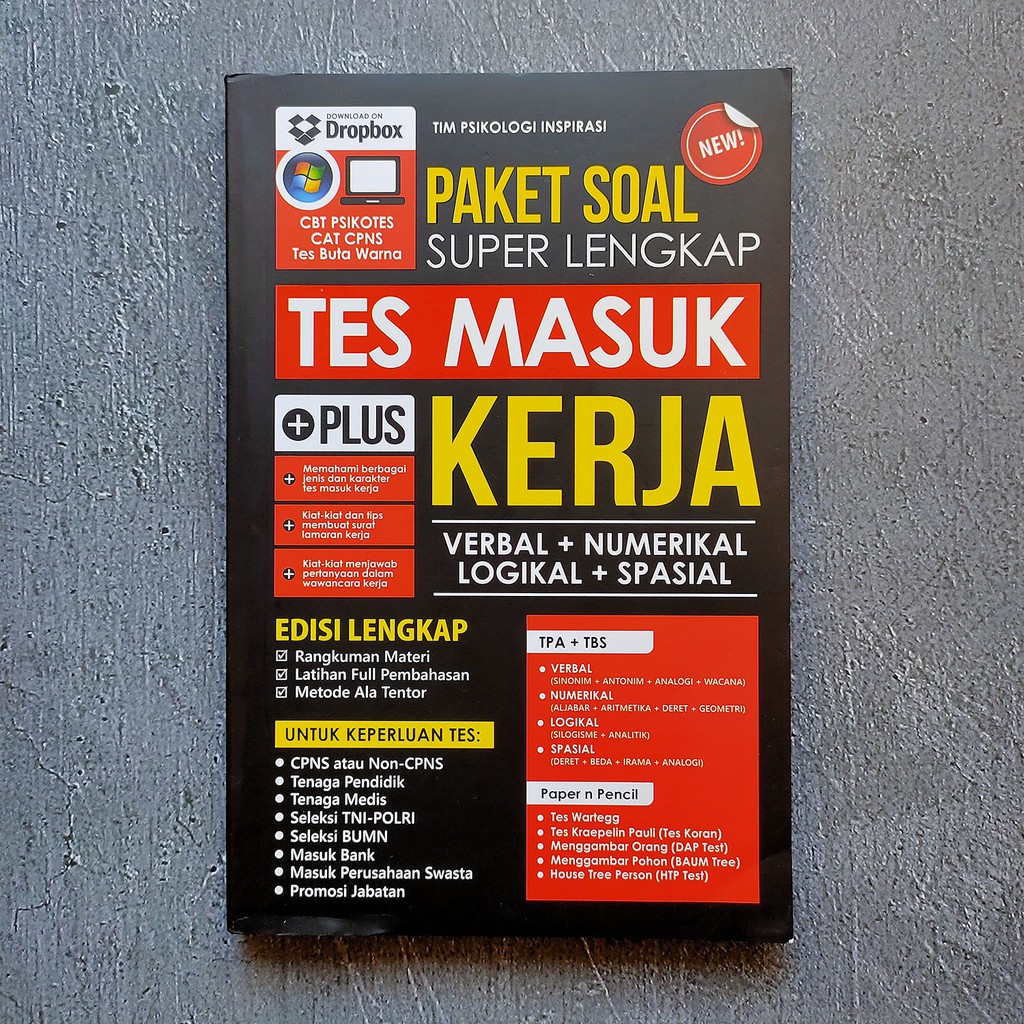 DOWNLOAD ON
Dropbox
CBT PSIKOTES
CAT CPNS
Tes Buta Warna
TIM PSIKOLOGI INSPIRASI
NEW!
PAKET SOAL
SUPER LENGKAP
TES MASUK
KERJA
+ PLUS
+ Memahami berbagai
jenis dan karakter
tes masuk kerja
+ Kiat-kiat dan tips
membuat surat
lamaran kerja
+ Kiat-kiat menjawab
pertanyaan dalam
wawancara kerja
VERBAL + NUMERIKAL
LOGIKAL + SPASIAL
EDISI LENGKAP
☑ Rangkuman Materi
☑ Latihan Full Pembahasan
☑ Metode Ala Tentor
UNTUK KEPERLUAN TES:
• CPNS atau Non-CPNS
• Tenaga Pendidik
• Tenaga Medis
• Seleksi TNI-POLRI
• Seleksi BUMN
• Masuk Bank
• Masuk Perusahaan Swasta
• Promosi Jabatan
TPA + TBS
• VERBAL
(SINONIM + ANTONIM + ANALOGI + WACANA)
• NUMERIKAL
(ALJABAR + ARITMETIKA + DERET + GEOMETRI)
• LOGIKAL
(SILOGISME + ANALITIK)
• SPASIAL
(DERET + BEDA + IRAMA + ANALOGI)
Paper n Pencil
• Tes Wartegg
• Tes Kraepelin Pauli (Tes Koran)
• Menggambar Orang (DAP Test)
• Menggambar Pohon (BAUM Tree)
• House Tree Person (HTP Test)